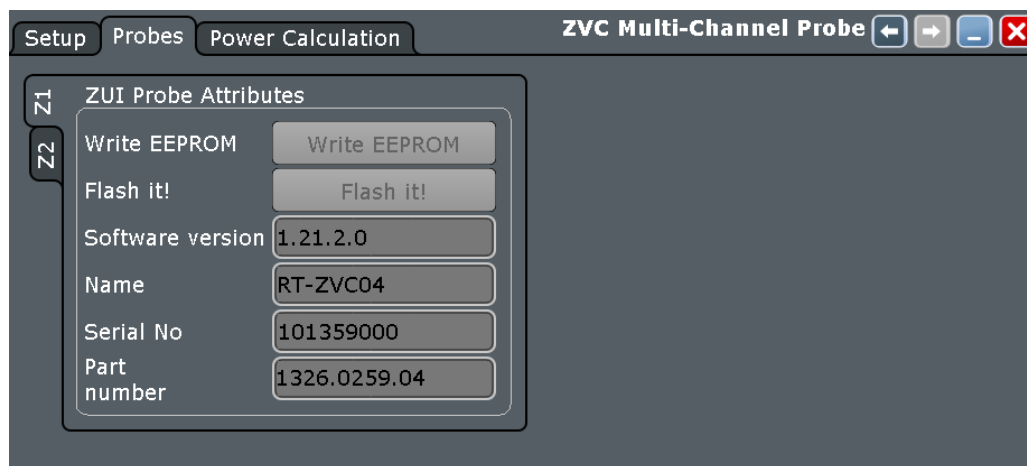 Setup Probes Power Calculation ZVC Multi-Channel Probe
Z1
Z2
ZUI Probe Attributes
Write EEPROM Write EEPROM
Flash it! Flash it!
Software version 1.21.2.0
Name RT-ZVC04
Serial No 101359000
Part
number 1326.0259.04